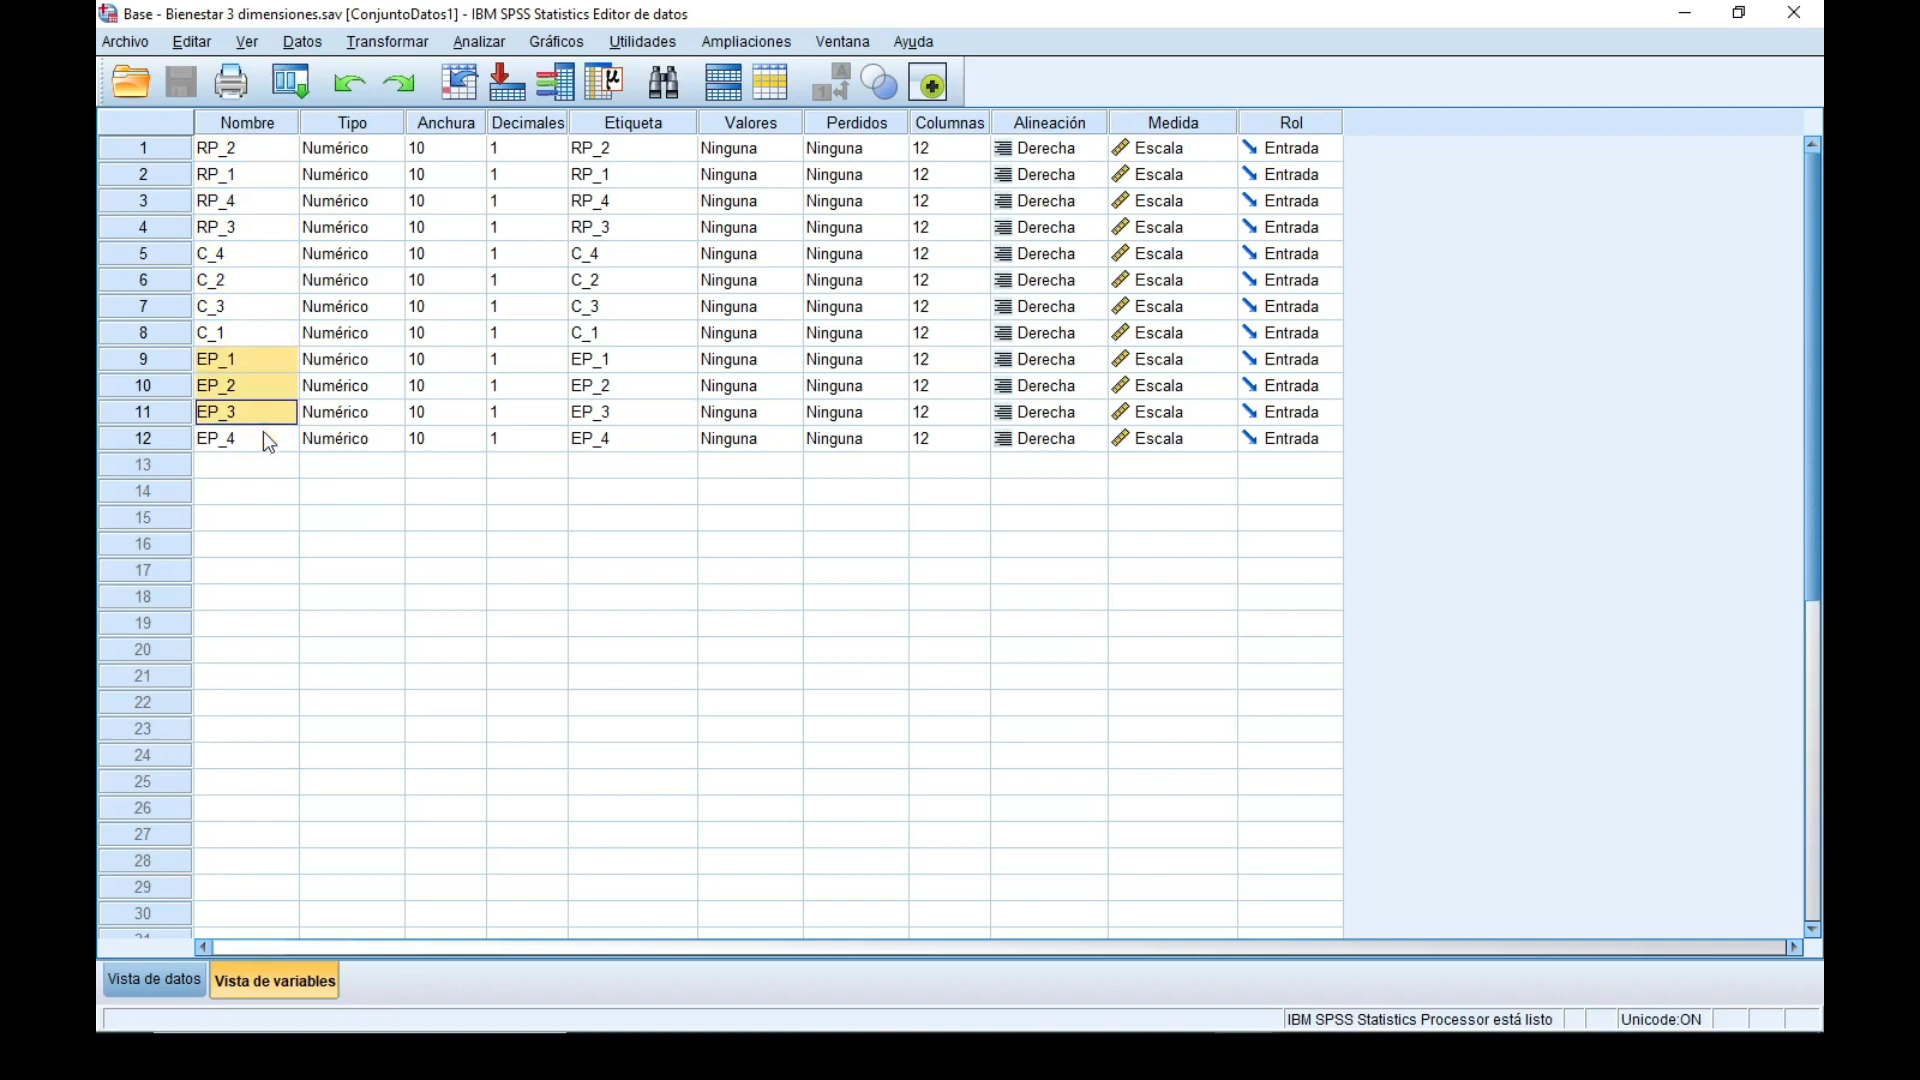 Base - Bienestar 3 dimensiones.sav [ConjuntoDatos1] - IBM SPSS Statistics Editor de datos
Archivo Editar Ver Datos Transformar Analizar Gráficos Utilidades Ampliaciones Ventana Ayuda
Nombre Tipo Anchura Decimales Etiqueta Valores Perdidos Columnas Alineación Medida Rol
1 RP_2 Numérico 10 1 RP_2 Ninguna Ninguna 12 Derecha Escala Entrada
2 RP_1 Numérico 10 1 RP_1 Ninguna Ninguna 12 Derecha Escala Entrada
3 RP_4 Numérico 10 1 RP_4 Ninguna Ninguna 12 Derecha Escala Entrada
4 RP_3 Numérico 10 1 RP_3 Ninguna Ninguna 12 Derecha Escala Entrada
5 C_4 Numérico 10 1 C_4 Ninguna Ninguna 12 Derecha Escala Entrada
6 C_2 Numérico 10 1 C_2 Ninguna Ninguna 12 Derecha Escala Entrada
7 C_3 Numérico 10 1 C_3 Ninguna Ninguna 12 Derecha Escala Entrada
8 C_1 Numérico 10 1 C_1 Ninguna Ninguna 12 Derecha Escala Entrada
9 EP_1 Numérico 10 1 EP_1 Ninguna Ninguna 12 Derecha Escala Entrada
10 EP_2 Numérico 10 1 EP_2 Ninguna Ninguna 12 Derecha Escala Entrada
11 EP_3 Numérico 10 1 EP_3 Ninguna Ninguna 12 Derecha Escala Entrada
12 EP_4 Numérico 10 1 EP_4 Ninguna Ninguna 12 Derecha Escala Entrada
13
14
15
16
17
18
19
20
21
22
23
24
25
26
27
28
29
30
Vista de datos Vista de variables
IBM SPSS Statistics Processor está listo Unicode:ON